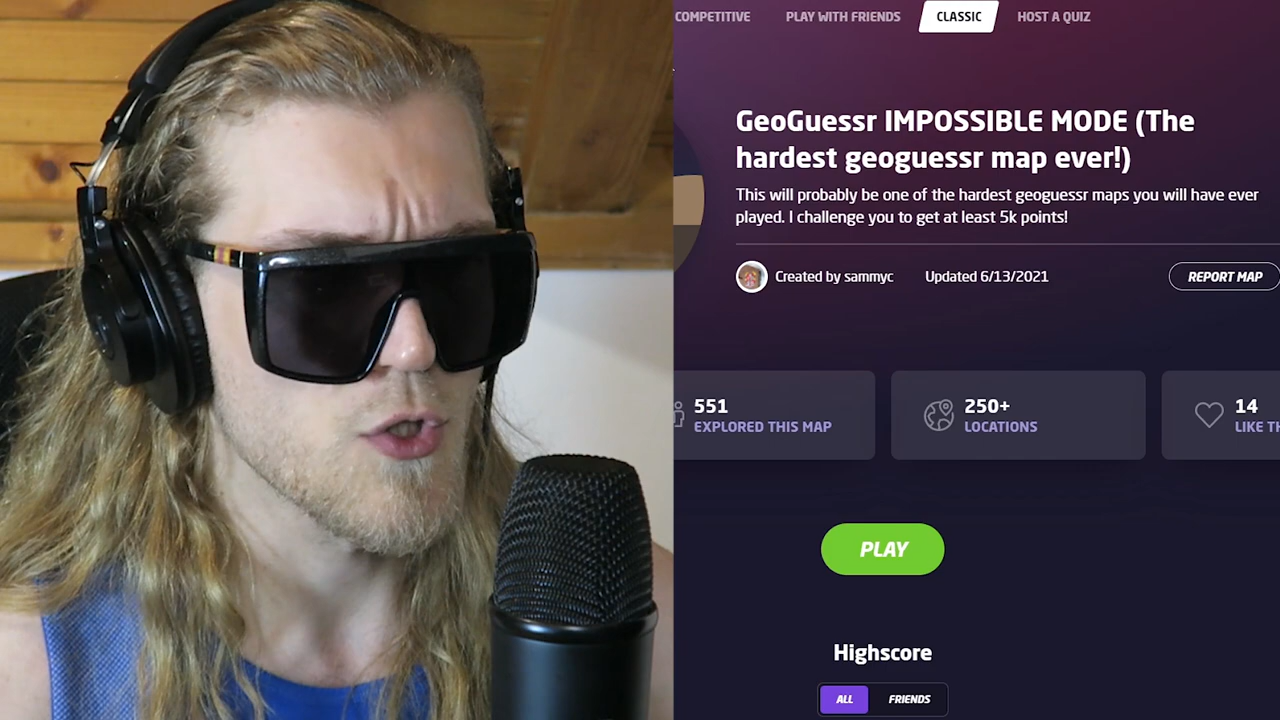 COMPETITIVE PLAY WITH FRIENDS CLASSIC HOST A QUIZ
GeoGuessr IMPOSSIBLE MODE (The
hardest geoguessr map ever!)
This will probably be one of the hardest geoguessr maps you will have ever
played. I challenge you to get at least 5k points!
Created by sammyc Updated 6/13/2021 REPORT MAP
551 250+ 14
EXPLORED THIS MAP LOCATIONS LIKE
PLAY
Highscore
ALL FRIENDS